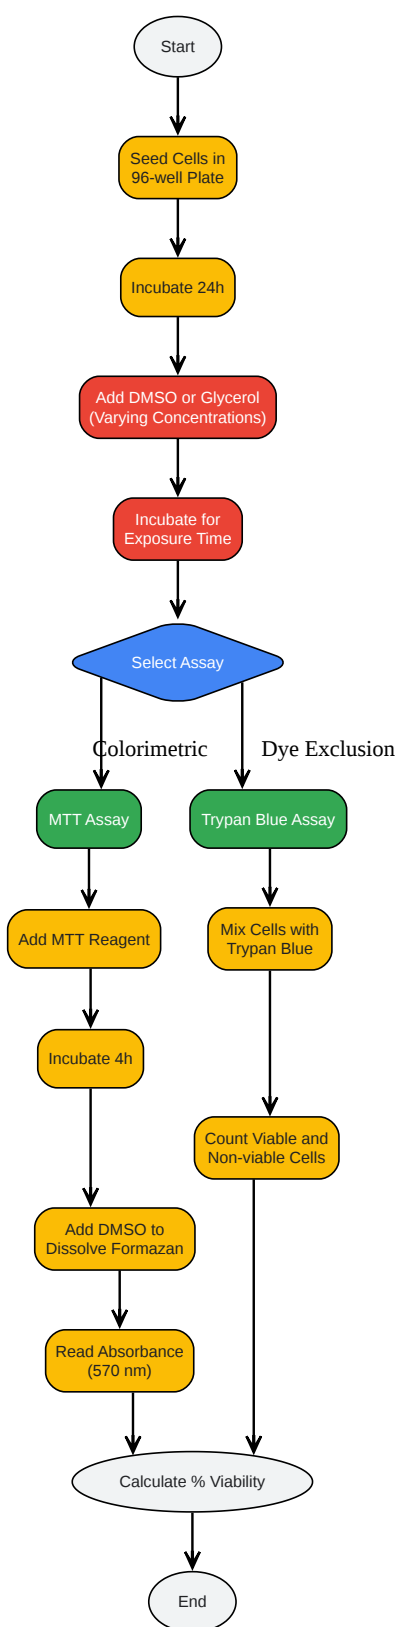 Start
Seed Cells in
96-well Plate
Incubate 24h
Add DMSO or Glycerol
(Varying Concentrations)
Incubate for
Exposure Time
Select Assay
Colorimetric
Dye Exclusion
MTT Assay
Trypan Blue Assay
Add MTT Reagent
Mix Cells with
Trypan Blue
Incubate 4h
Count Viable and
Non-viable Cells
Add DMSO to
Dissolve Formazan
Read Absorbance
(570 nm)
Calculate % Viability
End